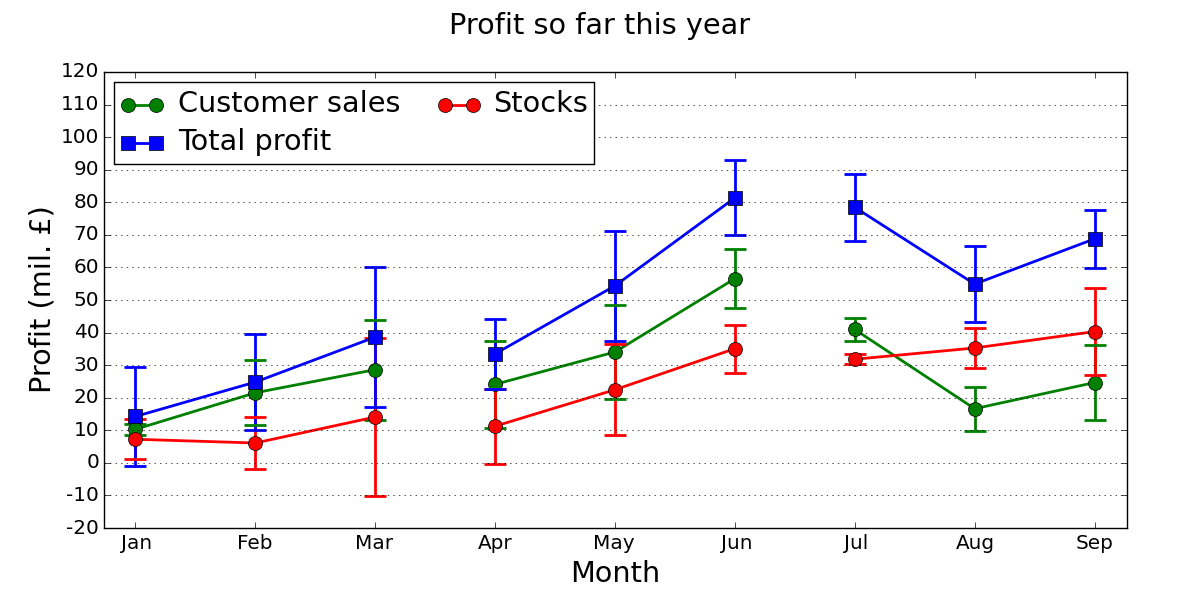 Profit so far this year
Profit (mil. £)
120
110
100
90
80
70
60
50
40
30
20
10
0
-10
-20
Customer sales
Stocks
Total profit
Jan Feb Mar Apr May Jun Jul Aug Sep
Month